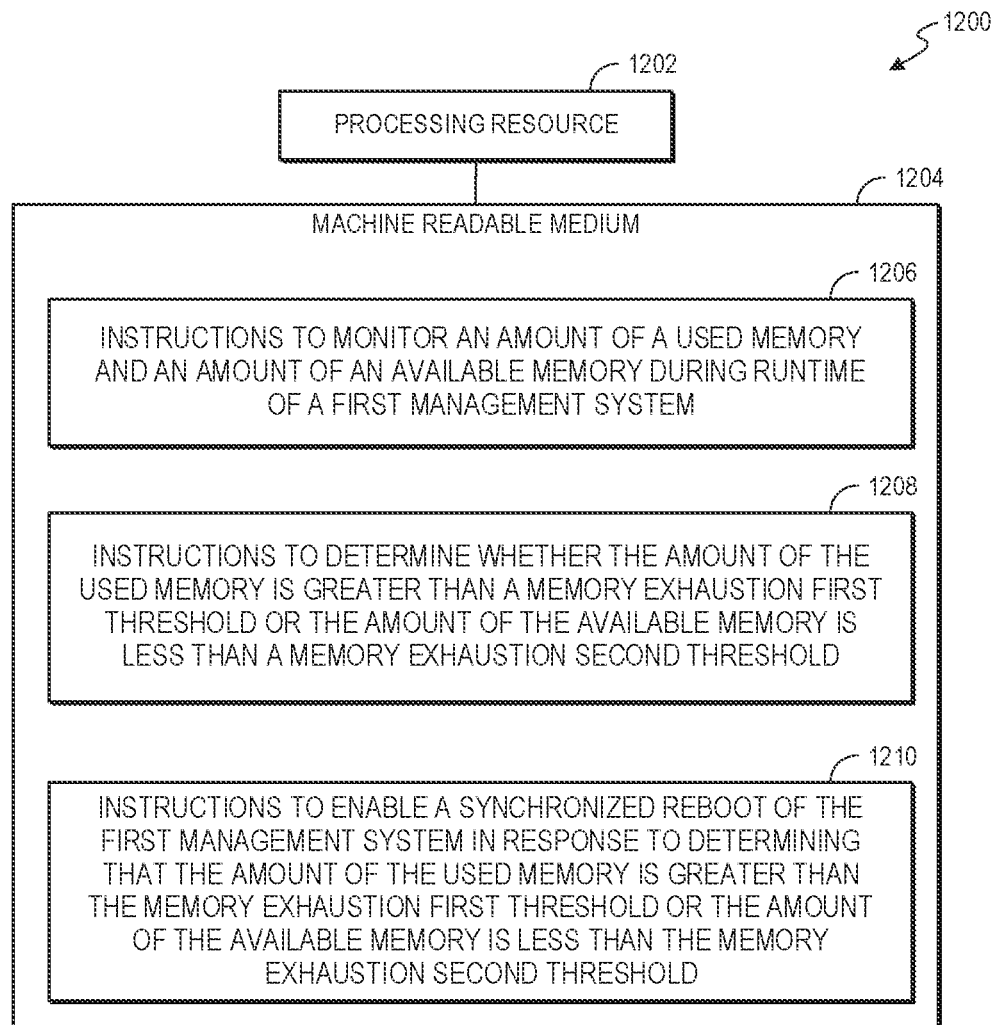 1200
1202
PROCESSING RESOURCE
1204
MACHINE READABLE MEDIUM
1206
INSTRUCTIONS TO MONITOR AN AMOUNT OF A USED MEMORY
AND AN AMOUNT OF AN AVAILABLE MEMORY DURING RUNTIME
OF A FIRST MANAGEMENT SYSTEM
1208
INSTRUCTIONS TO DETERMINE WHETHER THE AMOUNT OF THE
USED MEMORY IS GREATER THAN A MEMORY EXHAUSTION FIRST
THRESHOLD OR THE AMOUNT OF THE AVAILABLE MEMORY IS
LESS THAN A MEMORY EXHAUSTION SECOND THRESHOLD
1210
INSTRUCTIONS TO ENABLE A SYNCHRONIZED REBOOT OF THE
FIRST MANAGEMENT SYSTEM IN RESPONSE TO DETERMINING
THAT THE AMOUNT OF THE USED MEMORY IS GREATER THAN
THE MEMORY EXHAUSTION FIRST THRESHOLD OR THE AMOUNT
OF THE AVAILABLE MEMORY IS LESS THAN THE MEMORY
EXHAUSTION SECOND THRESHOLD